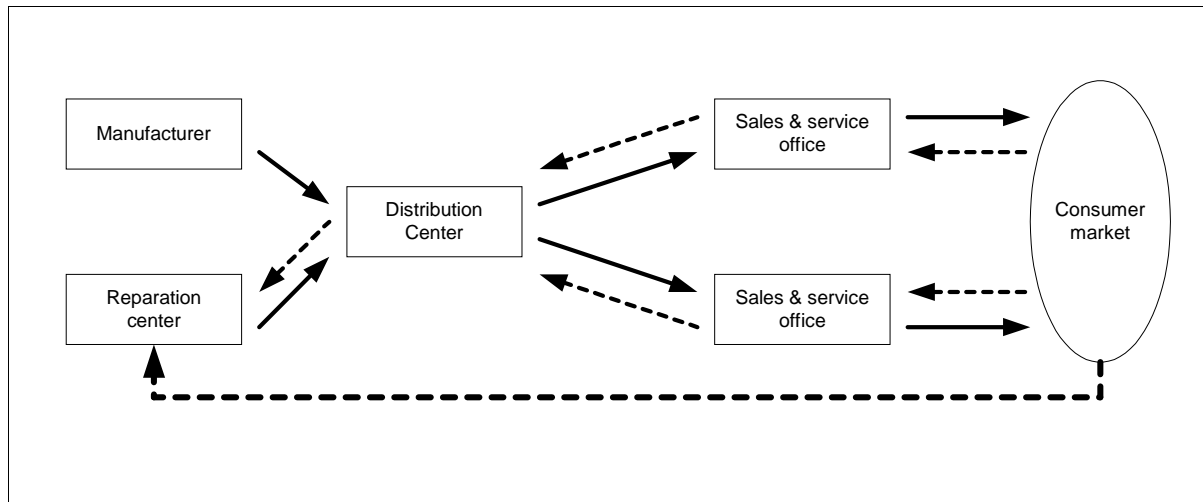 Manufacturer
Sales & service
office
Distribution
Center
Consumer
market
Reparation
center
Sales & service
office